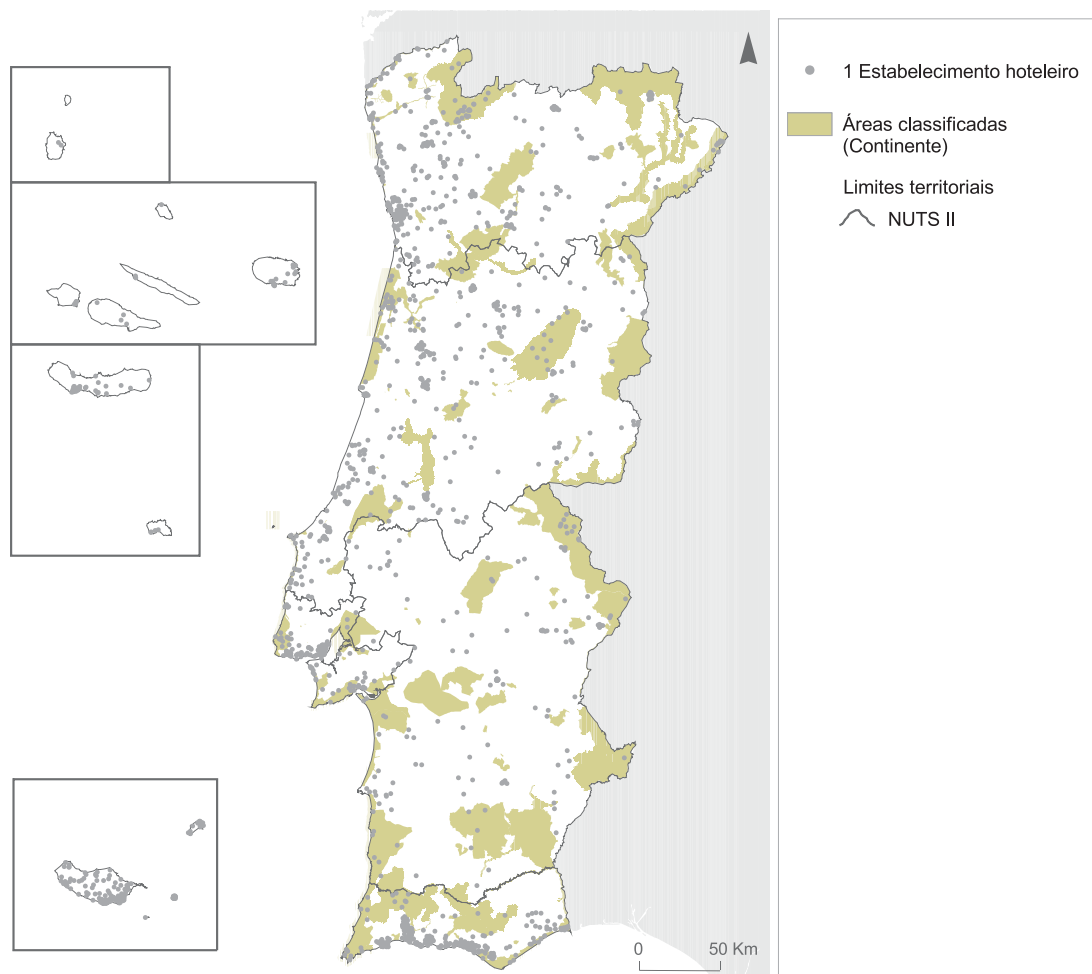 1 Estabelecimento hoteleiro
Áreas classificadas
(Continente)
Limites territoriais
NUTS II
0 50 Km